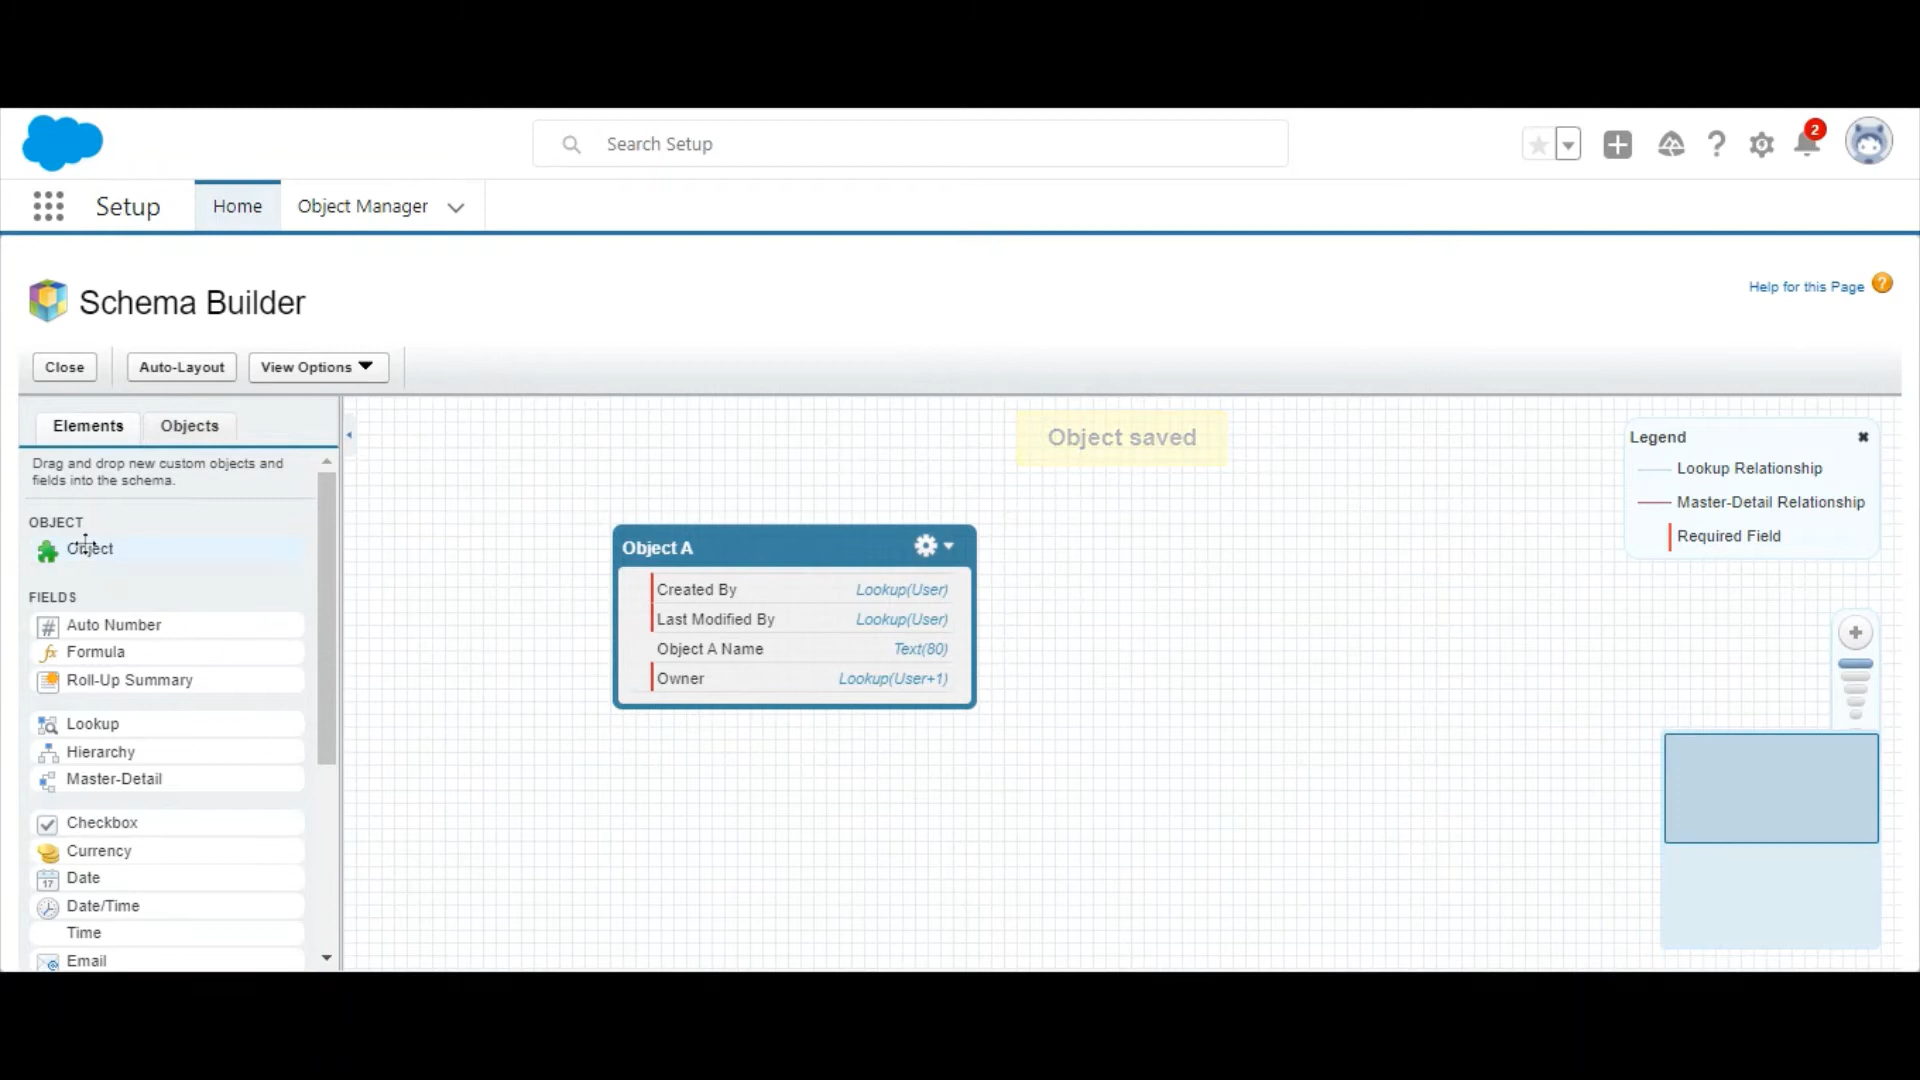 Search Setup
2
Setup
Home
Object Manager
Schema Builder
Help for this Page
?
Close
Auto-Layout
View Options
Elements
Objects
Drag and drop new custom objects and
fields into the schema.
OBJECT
Object
FIELDS
Auto Number
Formula
Roll-Up Summary
Lookup
Hierarchy
Master-Detail
Checkbox
Currency
Date
Date/Time
Time
Email
Object saved
Object A
Created By Lookup(User)
Last Modified By Lookup(User)
Object A Name Text(80)
Owner Lookup(User+1)
Legend
Lookup Relationship
Master-Detail Relationship
Required Field